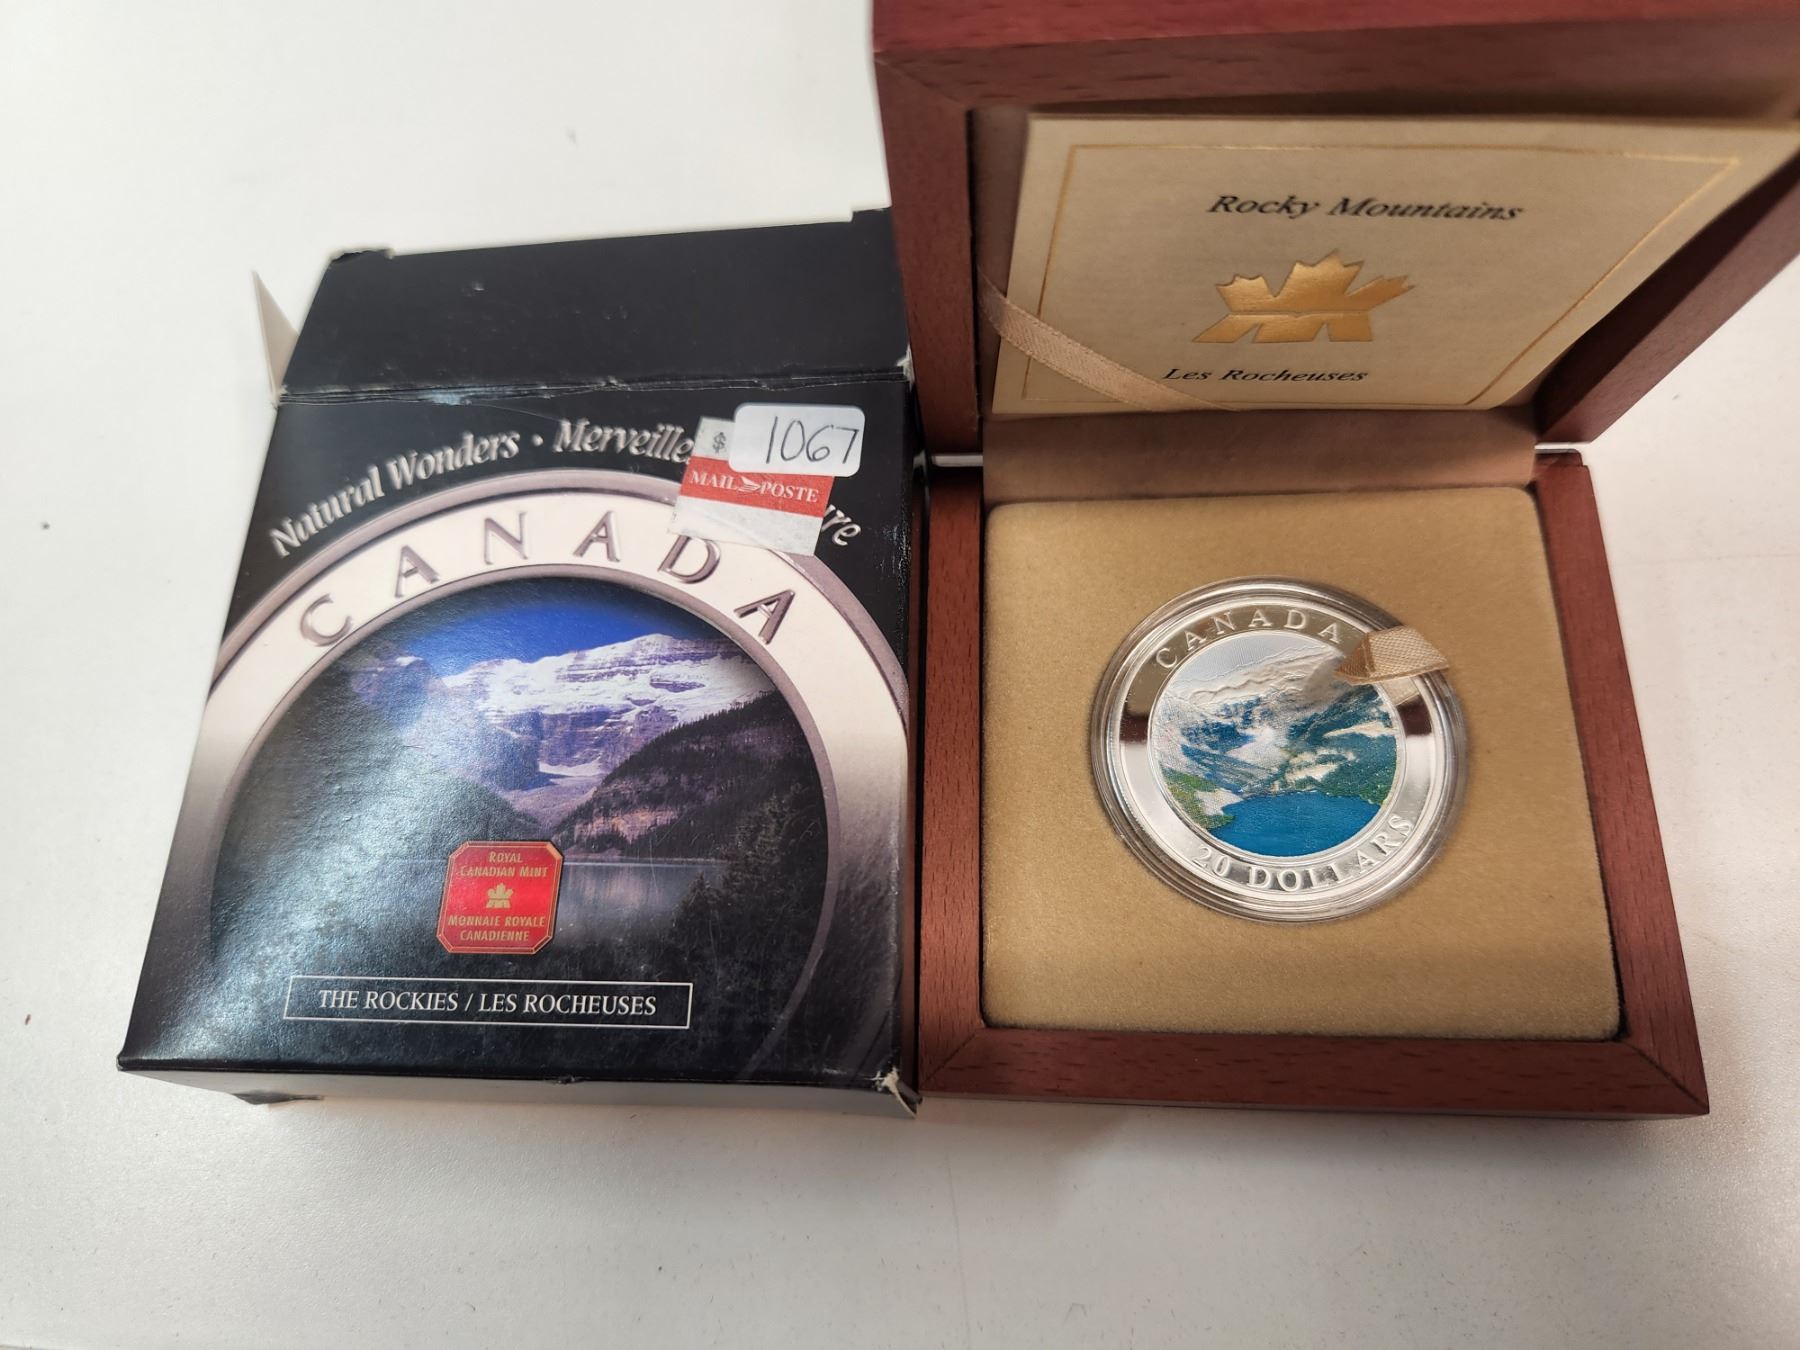 Natural Wonders • Merveille
ure
$
1067
MAIL POSTE
CANADA
ROYAL
CANADIAN MINT
MONNAIE ROYALE
CANADIENNE
THE ROCKIES / LES ROCHEUSES
Rocky Mountains
Les Rocheuses
CANADA
20 DOLLARS